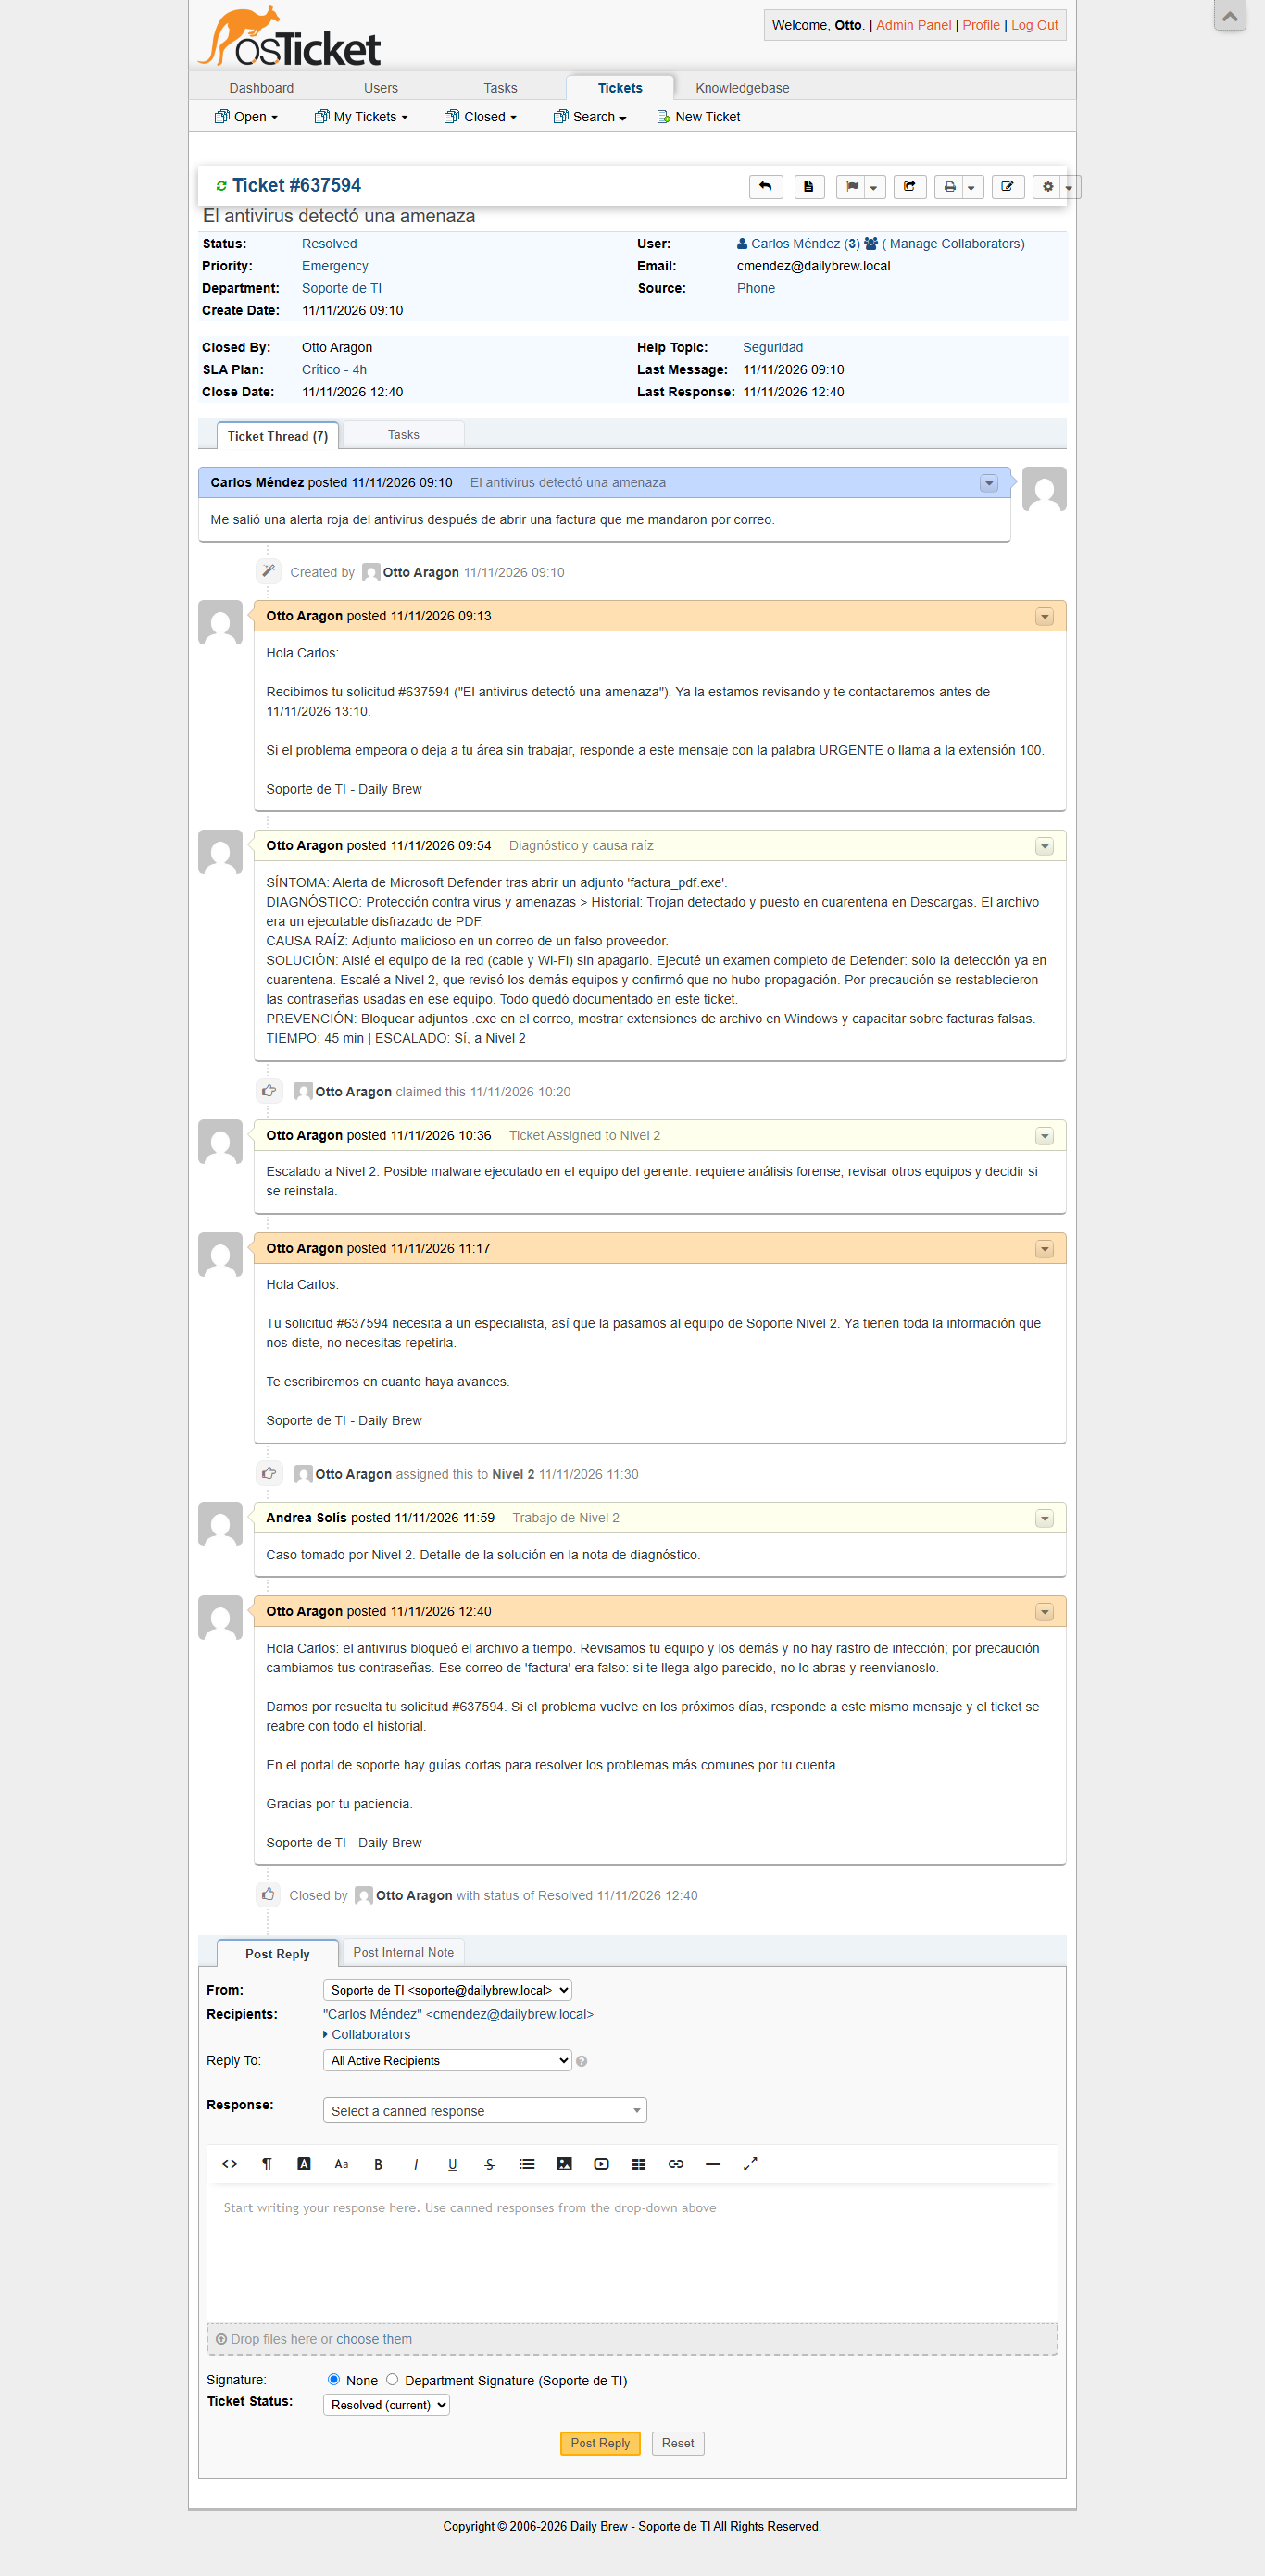 Welcome, Otto. | Admin Panel | Profile | Log Out
osTicket
Dashboard Users Tasks Tickets Knowledgebase
Open My Tickets Closed Search New Ticket
Ticket #637594
El antivirus detectó una amenaza
Status: Resolved User: Carlos Méndez (3) ( Manage Collaborators)
Priority: Emergency Email: cmendez@dailybrew.local
Department: Soporte de TI Source: Phone
Create Date: 11/11/2026 09:10
Closed By: Otto Aragon Help Topic: Seguridad
SLA Plan: Crítico - 4h Last Message: 11/11/2026 09:10
Close Date: 11/11/2026 12:40 Last Response: 11/11/2026 12:40
Ticket Thread (7) Tasks
Carlos Méndez posted 11/11/2026 09:10 El antivirus detectó una amenaza
Me salió una alerta roja del antivirus después de abrir una factura que me mandaron por correo.
Created by Otto Aragon 11/11/2026 09:10
Otto Aragon posted 11/11/2026 09:13
Hola Carlos:
Recibimos tu solicitud #637594 ("El antivirus detectó una amenaza"). Ya la estamos revisando y te contactaremos antes de
11/11/2026 13:10.
Si el problema empeora o deja a tu área sin trabajar, responde a este mensaje con la palabra URGENTE o llama a la extensión 100.
Soporte de TI - Daily Brew
Otto Aragon posted 11/11/2026 09:54 Diagnóstico y causa raíz
SÍNTOMA: Alerta de Microsoft Defender tras abrir un adjunto 'factura_pdf.exe'.
DIAGNÓSTICO: Protección contra virus y amenazas > Historial: Trojan detectado y puesto en cuarentena en Descargas. El archivo
era un ejecutable disfrazado de PDF.
CAUSA RAÍZ: Adjunto malicioso en un correo de un falso proveedor.
SOLUCIÓN: Aislé el equipo de la red (cable y Wi-Fi) sin apagarlo. Ejecuté un examen completo de Defender: solo la detección ya en
cuarentena. Escalé a Nivel 2, que revisó los demás equipos y confirmó que no hubo propagación. Por precaución se restablecieron
las contraseñas usadas en ese equipo. Todo quedó documentado en este ticket.
PREVENCIÓN: Bloquear adjuntos .exe en el correo, mostrar extensiones de archivo en Windows y capacitar sobre facturas falsas.
TIEMPO: 45 min | ESCALADO: Sí, a Nivel 2
Otto Aragon claimed this 11/11/2026 10:20
Otto Aragon posted 11/11/2026 10:36 Ticket Assigned to Nivel 2
Escalado a Nivel 2: Posible malware ejecutado en el equipo del gerente: requiere análisis forense, revisar otros equipos y decidir si
se reinstala.
Otto Aragon posted 11/11/2026 11:17
Hola Carlos:
Tu solicitud #637594 necesita a un especialista, así que la pasamos al equipo de Soporte Nivel 2. Ya tienen toda la información que
nos diste, no necesitas repetirla.
Te escribiremos en cuanto haya avances.
Soporte de TI - Daily Brew
Otto Aragon assigned this to Nivel 2 11/11/2026 11:30
Andrea Solís posted 11/11/2026 11:59 Trabajo de Nivel 2
Caso tomado por Nivel 2. Detalle de la solución en la nota de diagnóstico.
Otto Aragon posted 11/11/2026 12:40
Hola Carlos: el antivirus bloqueó el archivo a tiempo. Revisamos tu equipo y los demás y no hay rastro de infección; por precaución
cambiamos tus contraseñas. Ese correo de 'factura' era falso: si te llega algo parecido, no lo abras y reenvíanoslo.
Damos por resuelta tu solicitud #637594. Si el problema vuelve en los próximos días, responde a este mismo mensaje y el ticket se
reabre con todo el historial.
En el portal de soporte hay guías cortas para resolver los problemas más comunes por tu cuenta.
Gracias por tu paciencia.
Soporte de TI - Daily Brew
Closed by Otto Aragon with status of Resolved 11/11/2026 12:40
Post Reply Post Internal Note
From: Soporte de TI <soporte@dailybrew.local>
Recipients: "Carlos Méndez" <cmendez@dailybrew.local>
Collaborators
Reply To: All Active Recipients
Response: Select a canned response
Start writing your response here. Use canned responses from the drop-down above
Drop files here or choose them
Signature: None Department Signature (Soporte de TI)
Ticket Status: Resolved (current)
Post Reply Reset
Copyright © 2006-2026 Daily Brew - Soporte de TI All Rights Reserved.